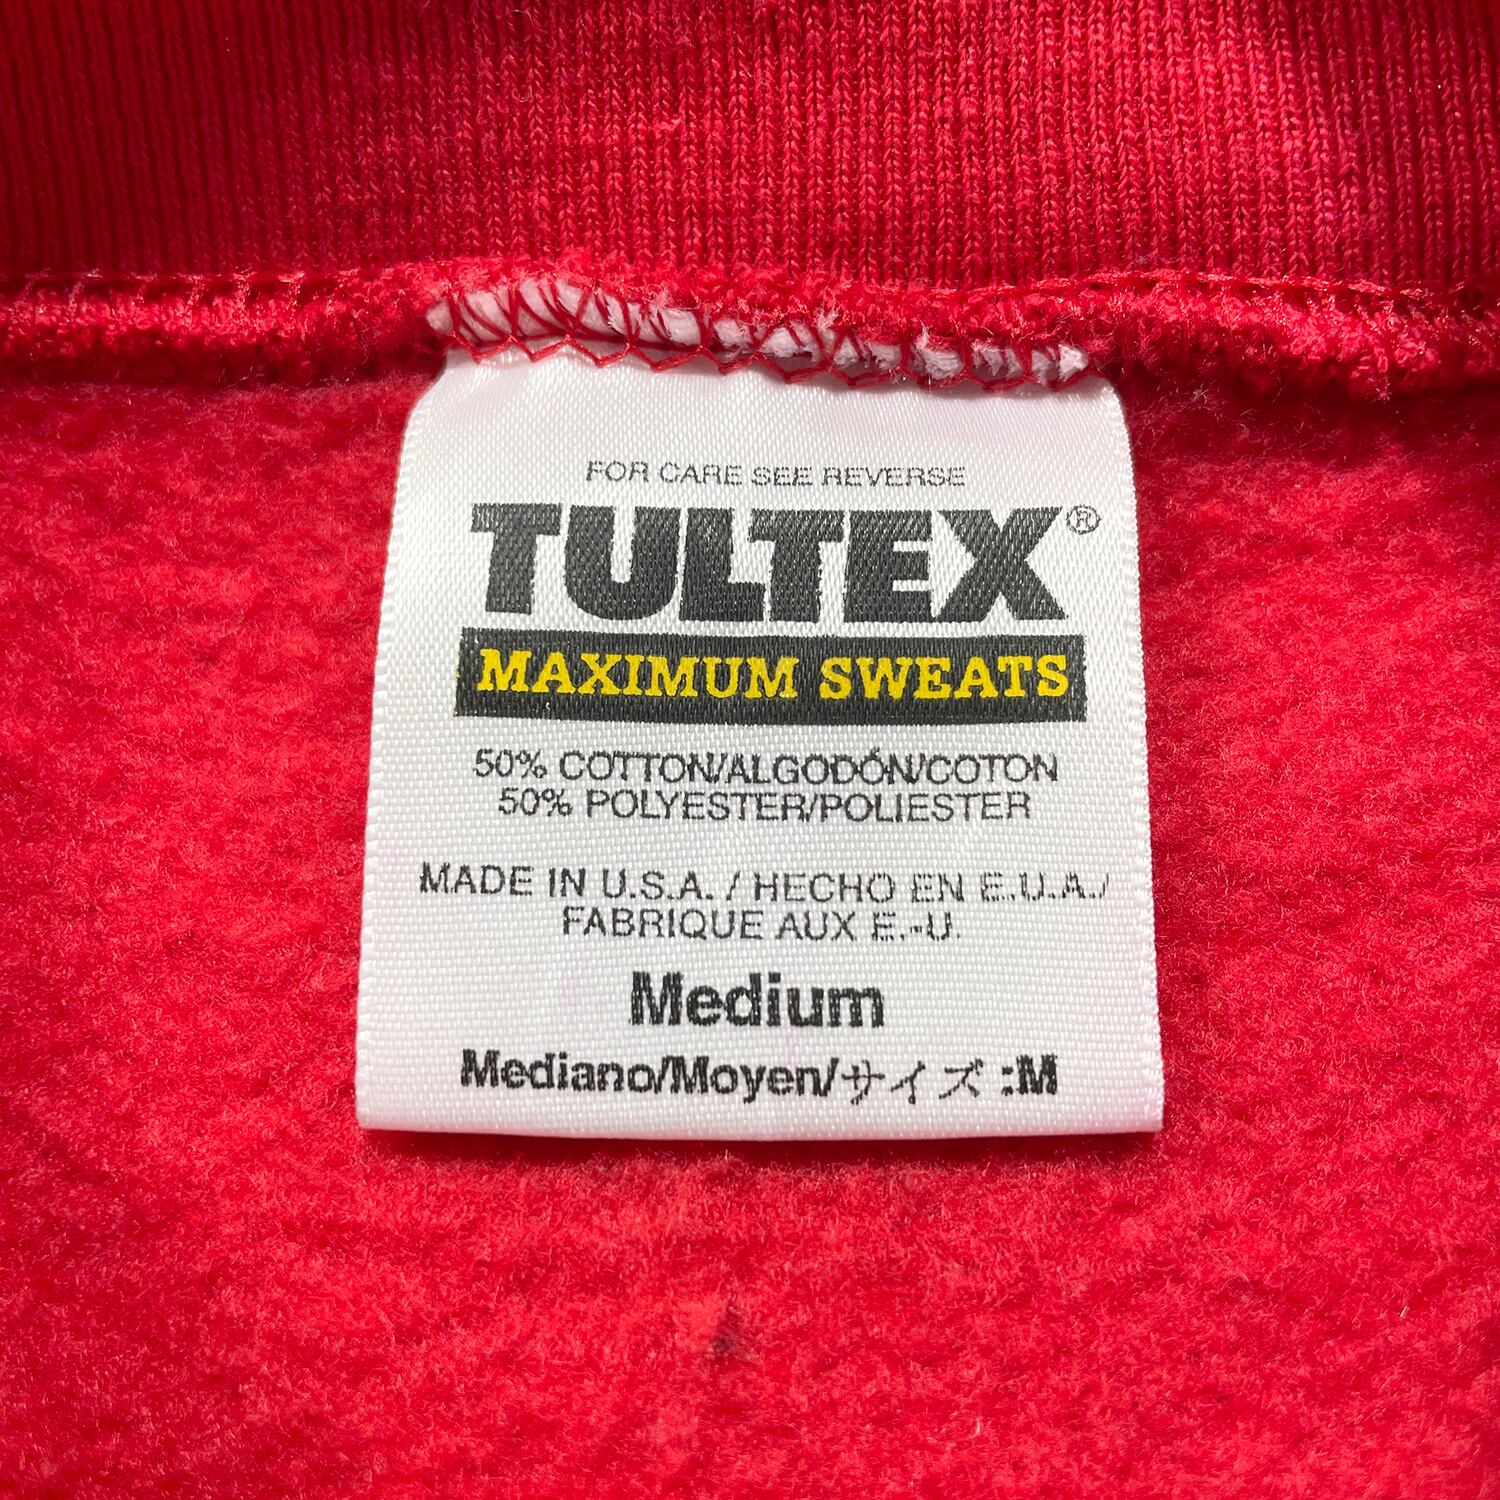 FOR CARE SEE REVERSE
TULTEX®
MAXIMUM SWEATS
50% COTTON/ALGODÓN/COTON
50% POLYESTER/POLIESTER
MADE IN U.S.A. / HECHO EN E.U.A./
FABRIQUE AUX E.-U.
Medium
Mediano/Moyen/サイズ :M